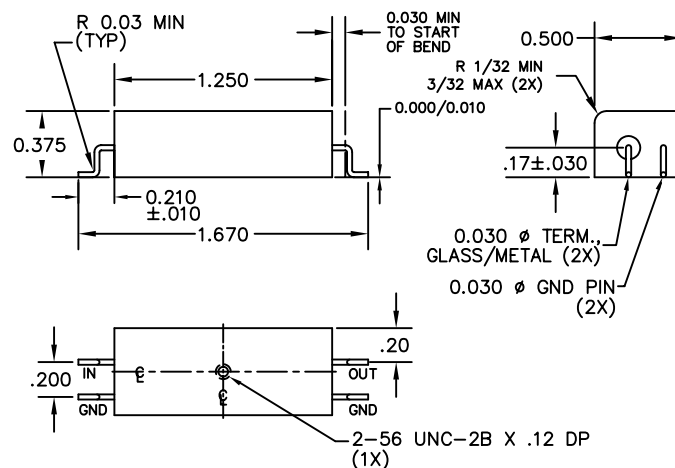 R 0.03 MIN
(TYP)
0.030 MIN
TO START
OF BEND
0.500
1.250
R 1/32 MIN
3/32 MAX (2X)
0.000/0.010
0.375
.17±.030
0.210
±.010
1.670
0.030 ø TERM.,
GLASS/METAL (2X)
0.030 ø GND PIN
(2X)
.20
IN
OUT
.200
℄
℄
GND
GND
2-56 UNC-2B X .12 DP
(1X)